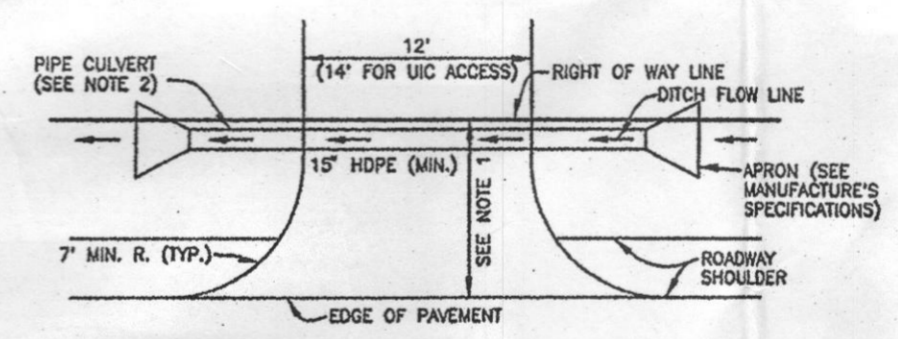 12'
(14' FOR UIC ACCESS)
PIPE CULVERT
(SEE NOTE 2)
RIGHT OF WAY LINE
DITCH FLOW LINE
15" HDPE (MIN.)
SEE NOTE 1
APRON (SEE
MANUFACTURE'S
SPECIFICATIONS)
7' MIN. R. (TYP.)
ROADWAY
SHOULDER
EDGE OF PAVEMENT